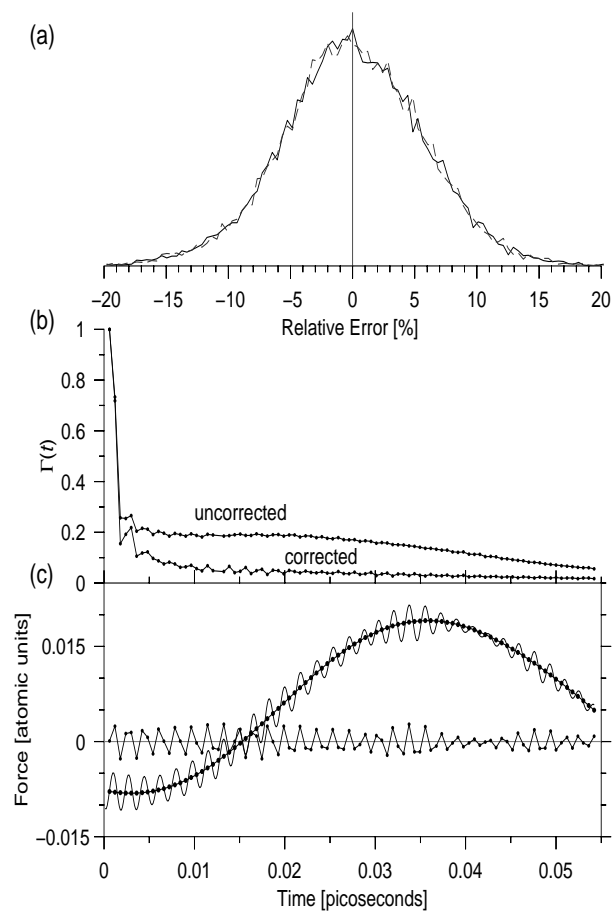 (a)
−20 −15 −10 −5 0 5 10 15 20
Relative Error [%]
(b)
1
0.8
0.6
0.4
0.2
0
Γ(t)
uncorrected
corrected
(c)
0.015
0
−0.015
Force [atomic units]
0 0.01 0.02 0.03 0.04 0.05
Time [picoseconds]